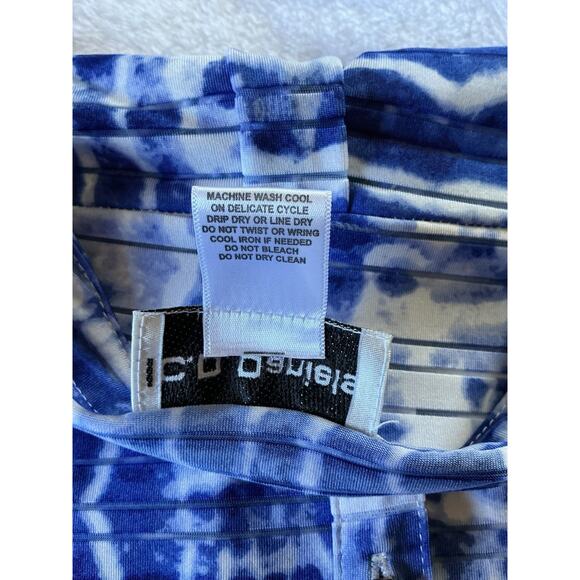 MACHINE WASH COOL
ON DELICATE CYCLE
DRIP DRY OR LINE DRY
DO NOT TWIST OR WRING
COOL IRON IF NEEDED
DO NOT BLEACH
DO NOT DRY CLEAN
C.D. Daniels